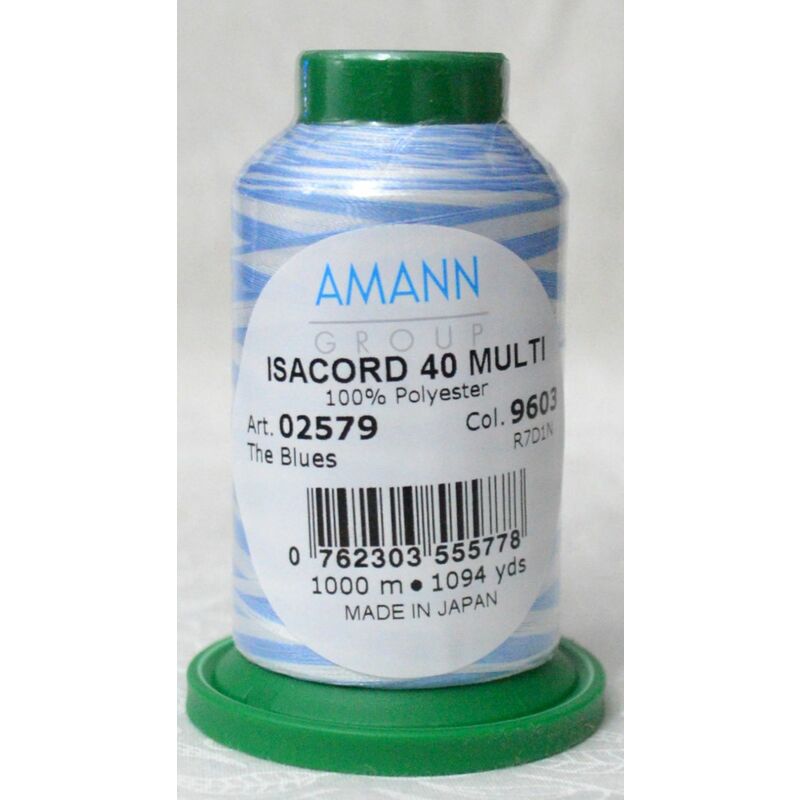 AMANN
GROUP
ISACORD 40 MULTI
100% Polyester
Art. 02579 Col. 9603
The Blues R7D1N
0 762303 555778
1000 m • 1094 yds
MADE IN JAPAN